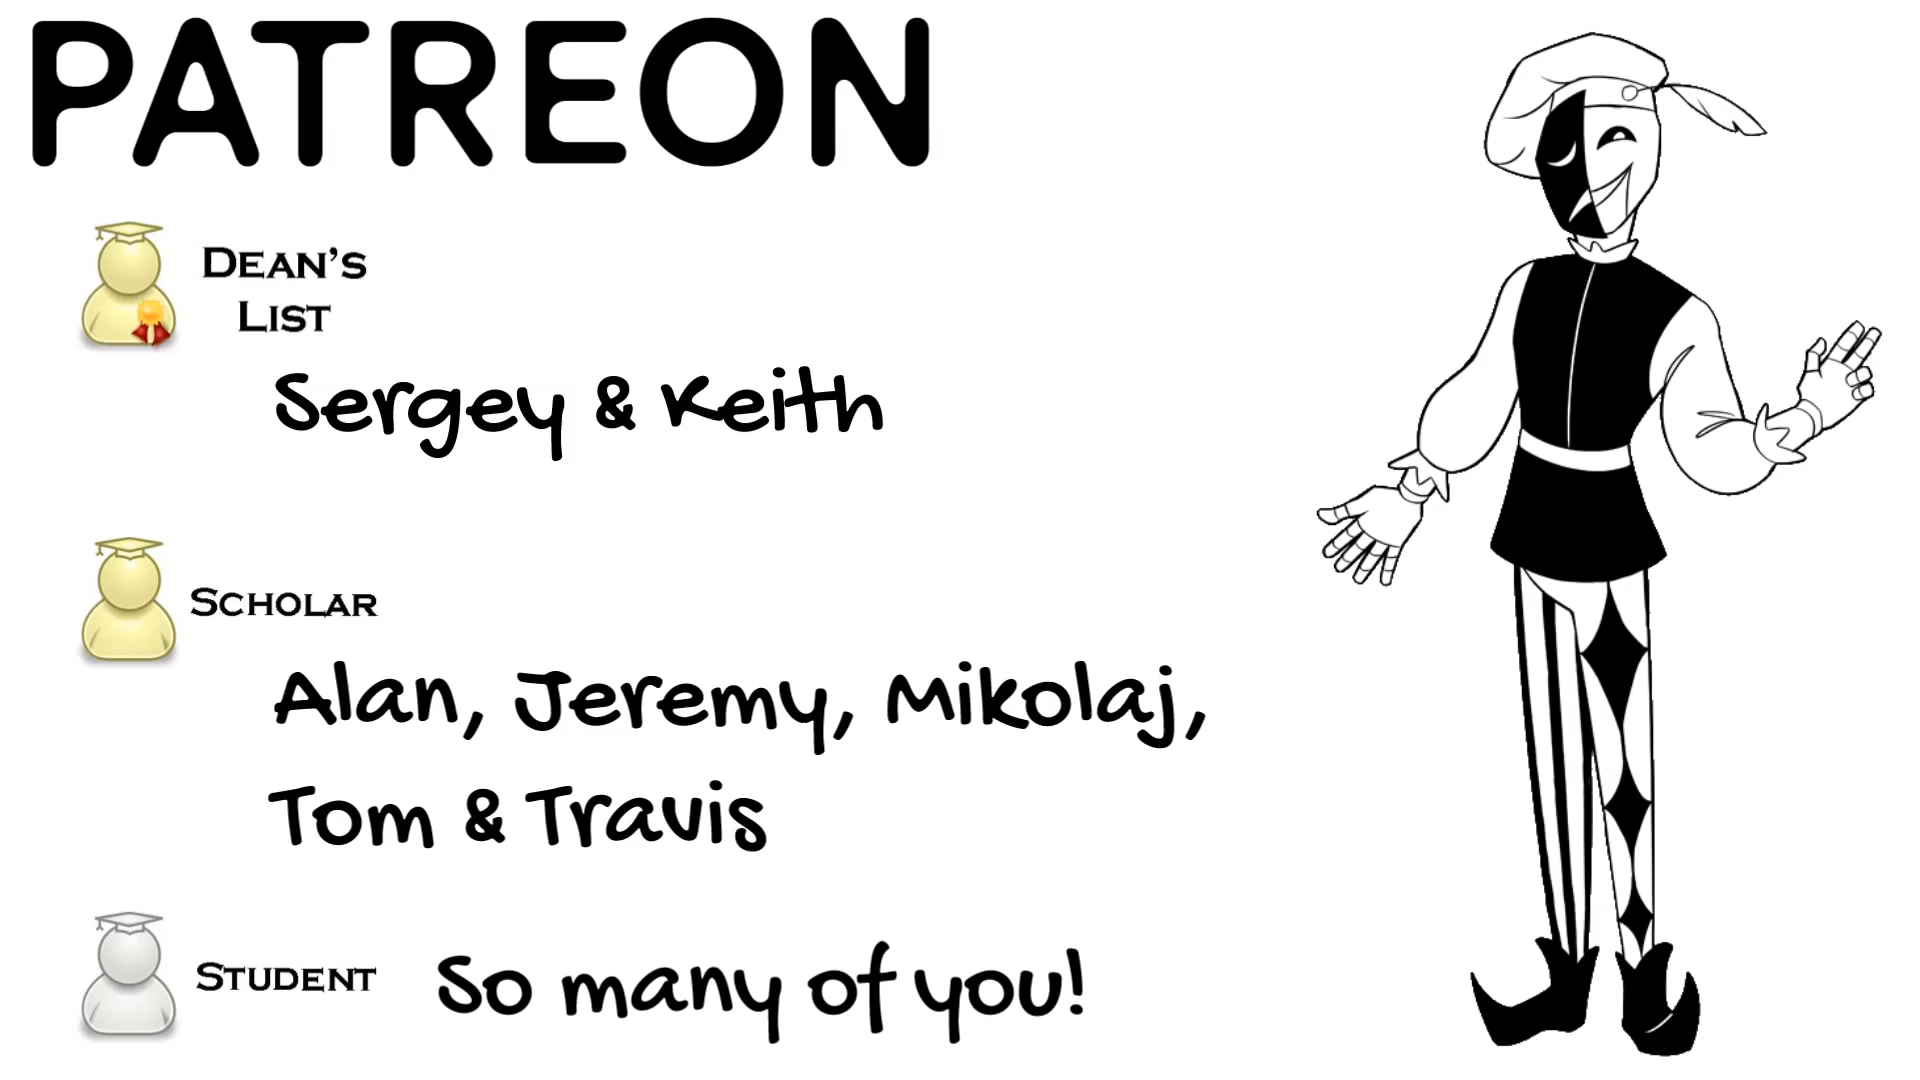 PATREON
DEAN'S
LIST
Sergey & Keith
SCHOLAR
Alan, Jeremy, Mikolaj,
Tom & Travis
STUDENT
So many of you!